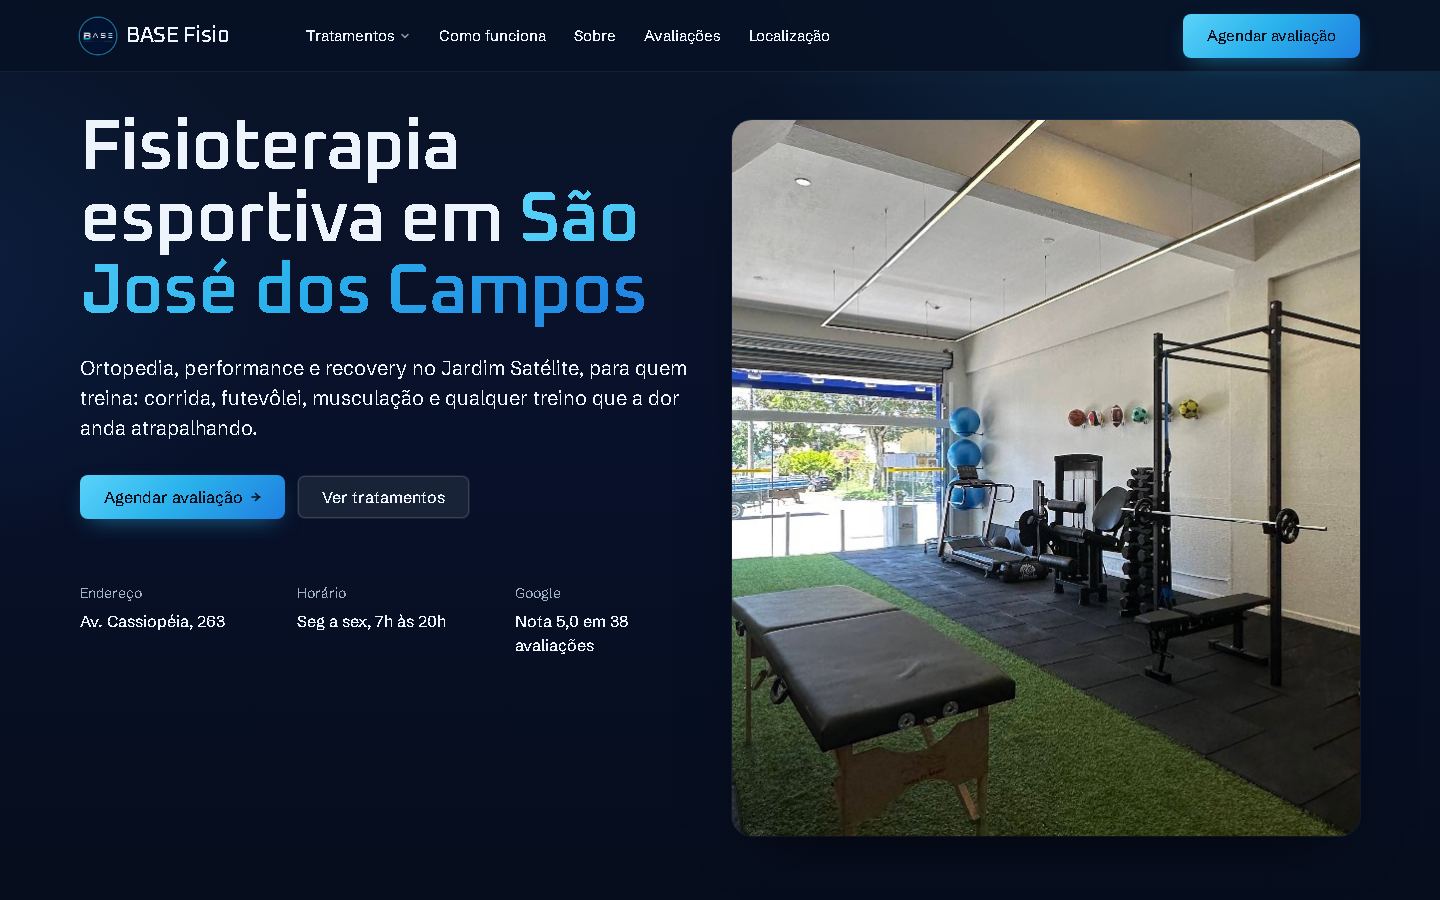 BASE
BASE Fisio
Tratamentos
Como funciona
Sobre
Avaliações
Localização
Agendar avaliação
Fisioterapia
esportiva em São
José dos Campos
Ortopedia, performance e recovery no Jardim Satélite, para quem
treina: corrida, futevôlei, musculação e qualquer treino que a dor
anda atrapalhando.
Agendar avaliação →
Ver tratamentos
Endereço
Av. Cassiopéia, 263
Horário
Seg a sex, 7h às 20h
Google
Nota 5,0 em 38
avaliações